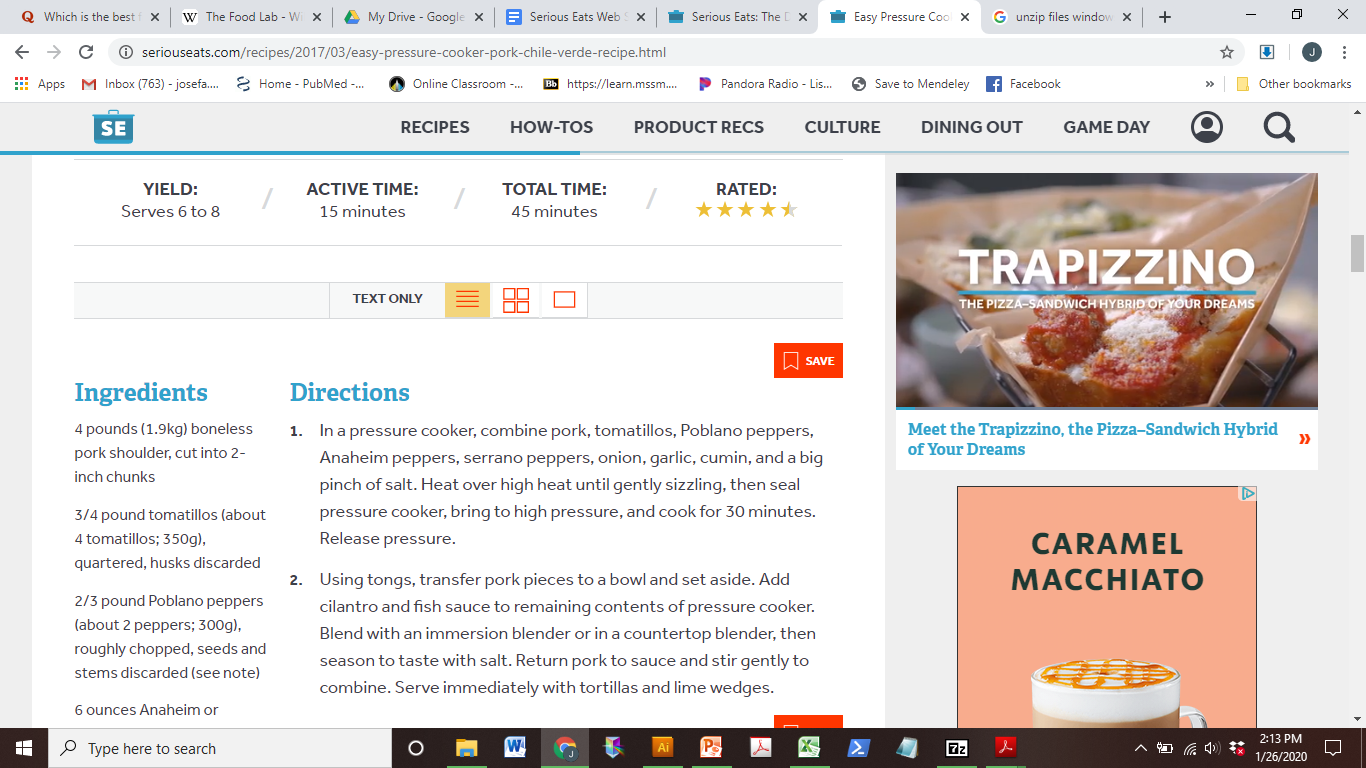 Which is the best f
The Food Lab - Wi
My Drive - Google
Serious Eats Web S
Serious Eats: The D
Easy Pressure Coo
unzip files window
seriouseats.com/recipes/2017/03/easy-pressure-cooker-pork-chile-verde-recipe.html
J
Apps
Inbox (763) - josefa....
Home - PubMed -...
Online Classroom -...
Bb
https://learn.mssm....
Pandora Radio - Lis...
Save to Mendeley
Facebook
»
Other bookmarks
SE
RECIPES
HOW-TOS
PRODUCT RECS
CULTURE
DINING OUT
GAME DAY
YIELD:
Serves 6 to 8
/
ACTIVE TIME:
15 minutes
/
TOTAL TIME:
45 minutes
/
RATED:
TEXT ONLY
SAVE
Ingredients
4 pounds (1.9kg) boneless
pork shoulder, cut into 2-
inch chunks
3/4 pound tomatillos (about
4 tomatillos; 350g),
quartered, husks discarded
2/3 pound Poblano peppers
(about 2 peppers; 300g),
roughly chopped, seeds and
stems discarded (see note)
6 ounces Anaheim or
Directions
1. In a pressure cooker, combine pork, tomatillos, Poblano peppers,
Anaheim peppers, serrano peppers, onion, garlic, cumin, and a big
pinch of salt. Heat over high heat until gently sizzling, then seal
pressure cooker, bring to high pressure, and cook for 30 minutes.
Release pressure.
2. Using tongs, transfer pork pieces to a bowl and set aside. Add
cilantro and fish sauce to remaining contents of pressure cooker.
Blend with an immersion blender or in a countertop blender, then
season to taste with salt. Return pork to sauce and stir gently to
combine. Serve immediately with tortillas and lime wedges.
TRAPIZZINO
THE PIZZA–SANDWICH HYBRID OF YOUR DREAMS
Meet the Trapizzino, the Pizza–Sandwich Hybrid
of Your Dreams
»
CARAMEL
MACCHIATO
Type here to search
Ai
7z
2:13 PM
1/26/2020